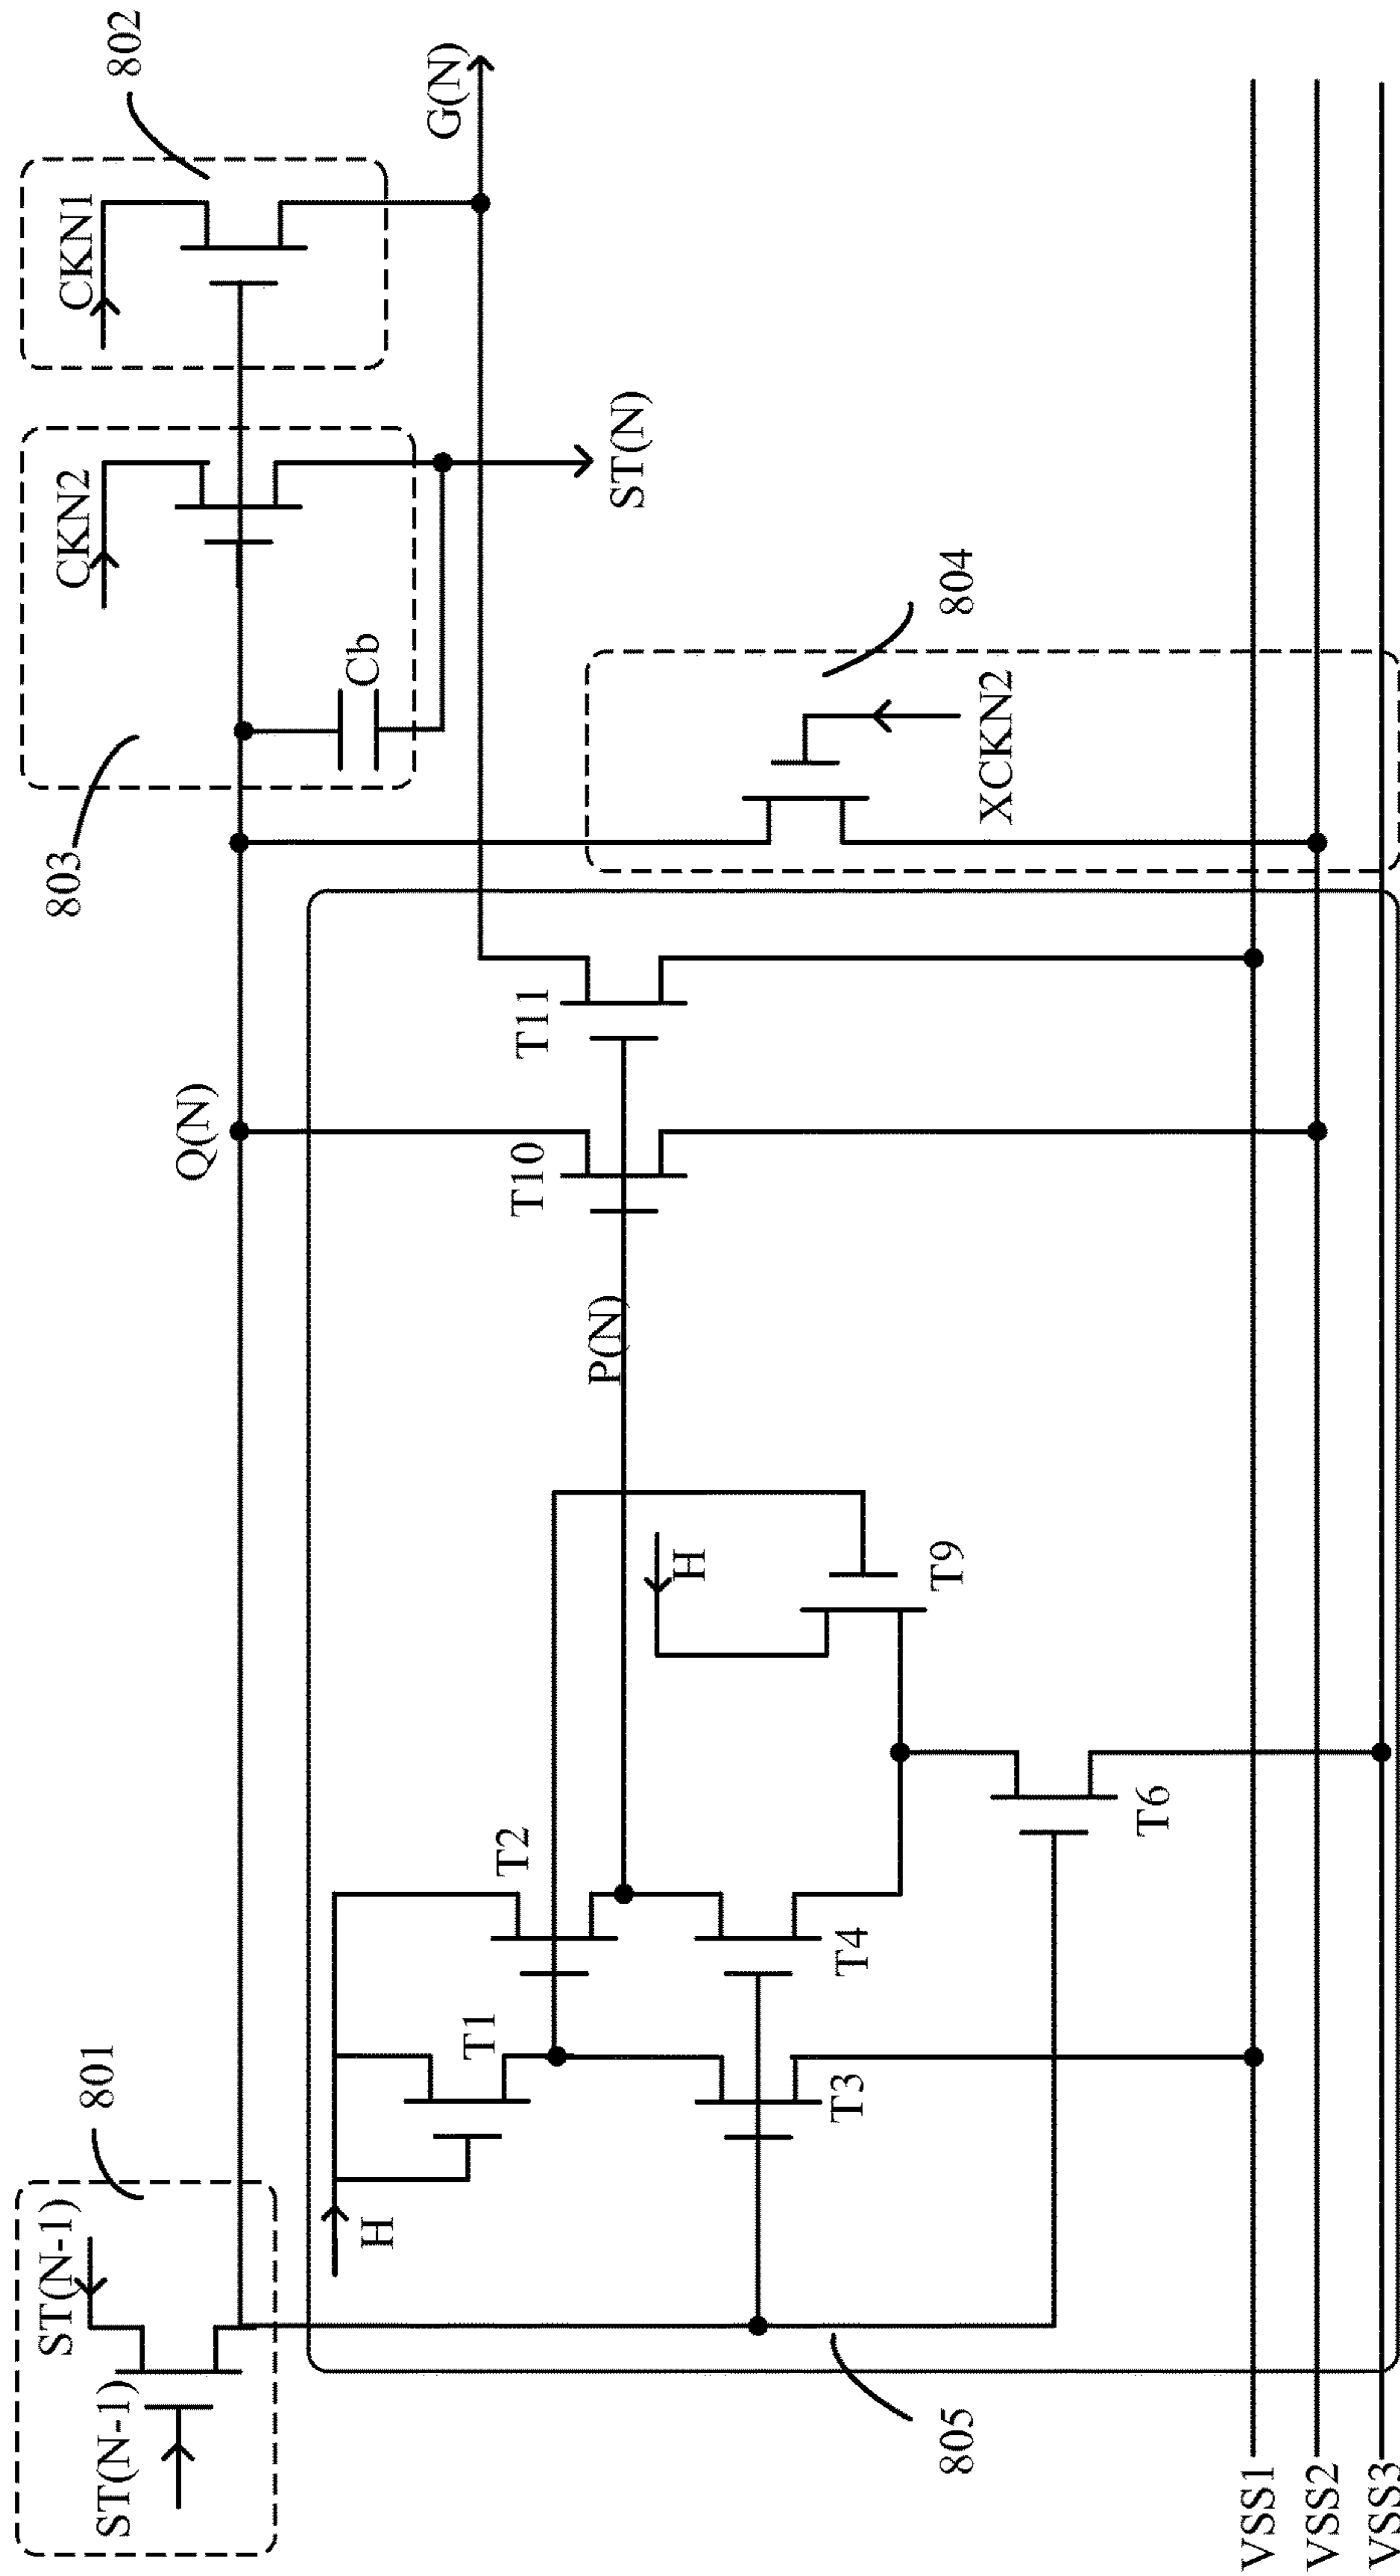 801
ST(N-1)
ST(N-1)
H
T1
T2
T3
T4
T6
H
T9
P(N)
Q(N)
T10
T11
805
803
Cb
CKN2
802
CKN1
G(N)
ST(N)
804
XCKN2
VSS1
VSS2
VSS3